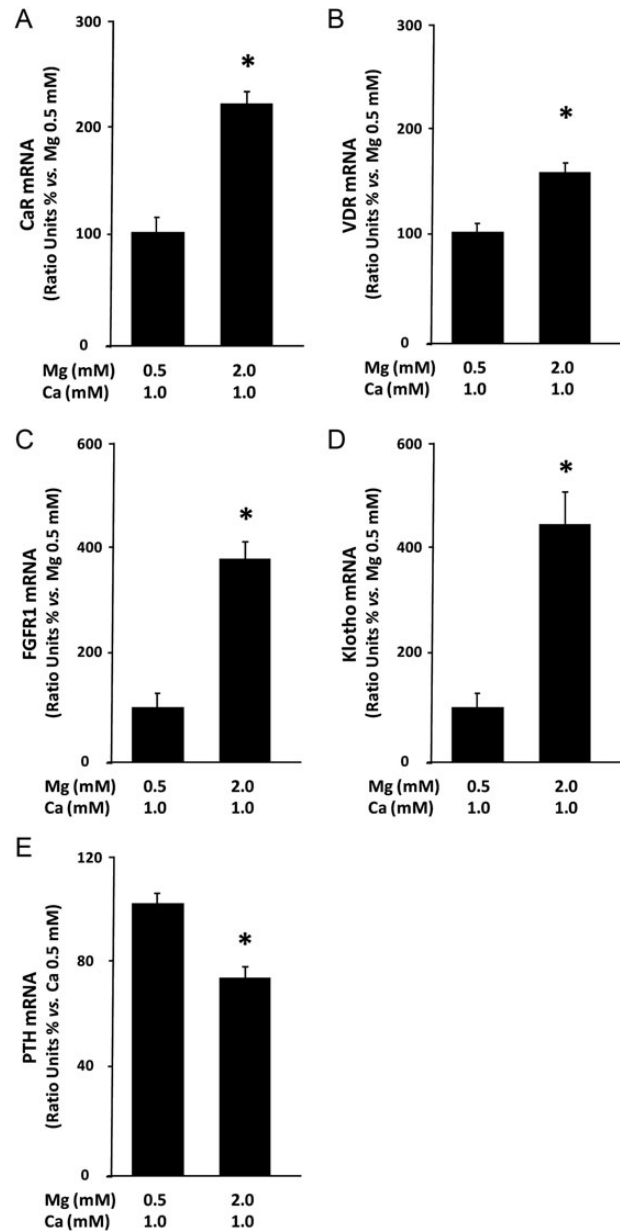 A
CaR mRNA
(Ratio Units % vs. Mg 0.5 mM)
300
200
100
0
*
Mg (mM) 0.5 2.0
Ca (mM) 1.0 1.0
B
VDR mRNA
(Ratio Units % vs. Mg 0.5 mM)
300
300
100
0
*
Mg (mM) 0.5 2.0
Ca (mM) 1.0 1.0
C
FGFR1 mRNA
(Ratio Units % vs. Mg 0.5 mM)
600
400
200
0
*
Mg (mM) 0.5 2.0
Ca (mM) 1.0 1.0
D
Klotho mRNA
(Ratio Units % vs. Mg 0.5 mM)
600
400
200
0
*
Mg (mM) 0.5 2.0
Ca (mM) 1.0 1.0
E
PTH mRNA
(Ratio Units % vs. Ca 0.5 mM)
120
80
40
0
*
Mg (mM) 0.5 2.0
Ca (mM) 1.0 1.0